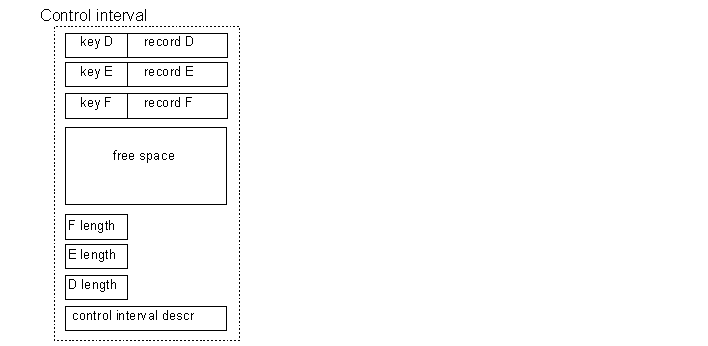 Control interval
key D record D
key E record E
key F record F
free space
F length
E length
D length
control interval descr